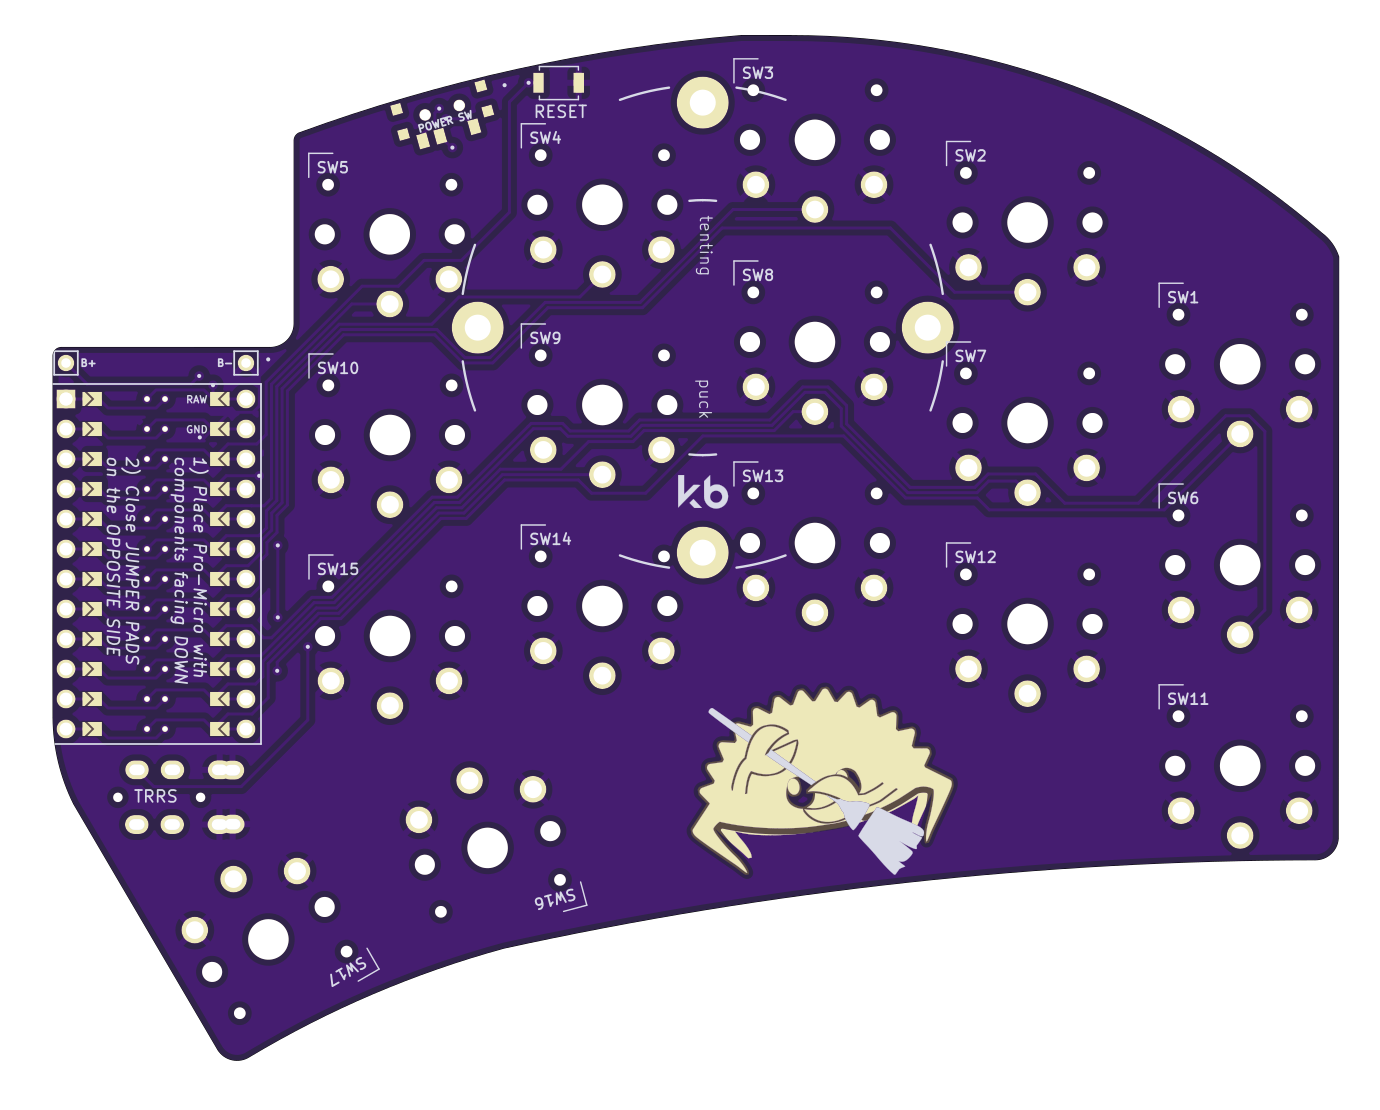 SW3
RESET
POWER SW
SW4
SW2
SW5
tenting
SW8
SW1
SW9
SW7
B+
B-
SW10
puck
RAW
GND
1) Place Pro-Micro with
components facing DOWN
2) Close JUMPER PADS
on the OPPOSITE SIDE
kb
SW13
SW6
SW14
SW12
SW15
SW11
TRRS
SW16
SW17